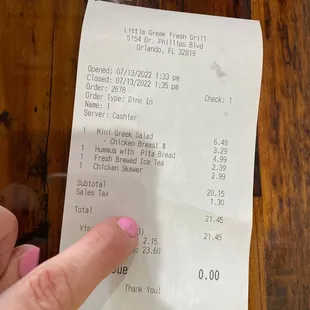 Little Greek Fresh Grill
5154 Dr. Phillips Blvd
Orlando, FL 32819
Opened: 07/13/2022 1:33 pm
Closed: 07/13/2022 1:35 pm
Order: 2678 Check: 1
Order Type: Dine In
Name: 1
Server: Cashier
1 Mini Greek Salad 6.49
- Chicken Breast $ 3.29
1 Hummus with Pita Bread 4.99
1 Fresh Brewed Ice Tea 2.39
1 Chicken Skewer 2.99
Subtotal 20.15
Sales Tax 1.30
Total 21.45
21.45
2.15
23.60
0.00
Thank You!